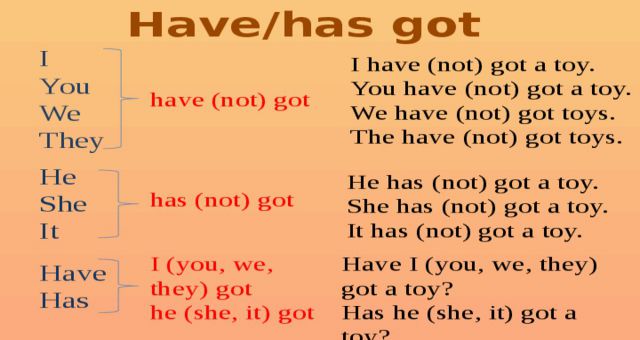 Have/has got
I
You
We
They
have (not) got
I have (not) got a toy.
You have (not) got a toy.
We have (not) got toys.
The have (not) got toys.
He
She
It
has (not) got
He has (not) got a toy.
She has (not) got a toy.
It has (not) got a toy.
Have
Has
I (you, we,
they) got
he (she, it) got
Have I (you, we, they)
got a toy?
Has he (she, it) got a
toy?